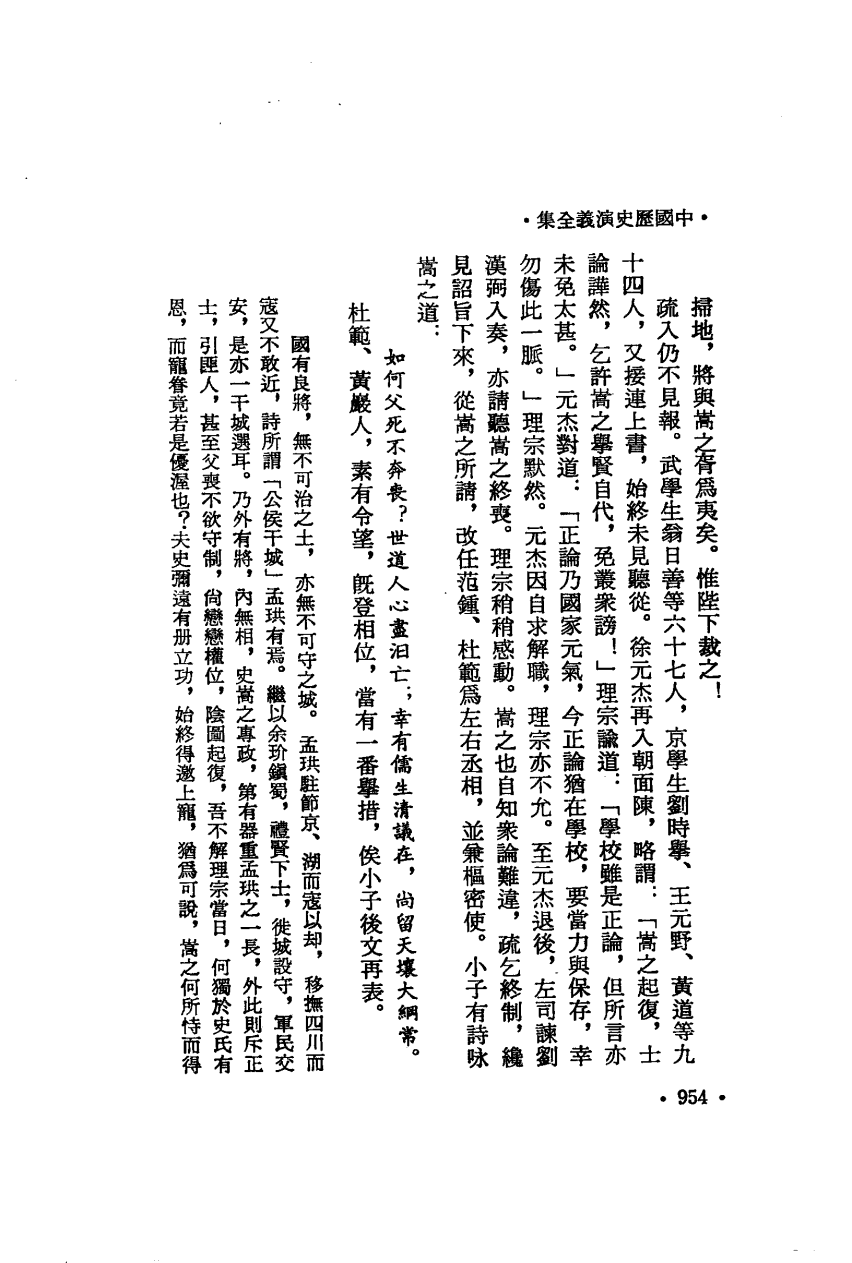 ・中國歷史演義全集・
掃地，將與嵩之胥爲夷矣。惟陛下裁之！
疏入仍不見報。武學生翁日善等六十七人，京學生劉時擧、王元野、黃道等九
十四人，又接連上書，始終未見聽從。徐元杰再入朝面陳，略謂：「嵩之起復，士
論譁然，乞許嵩之擧賢自代，免叢衆謗！」理宗諭道：「學校雖是正論，但所言亦
未免太甚。」元杰對道：「正論乃國家元氣，今正論猶在學校，要當力與保存，幸
勿傷此一脈。」理宗默然。元杰因自求解職，理宗亦不允。至元杰退後，左司諫劉
漢弼入奏，亦請聽嵩之終喪。理宗稍稍感動。嵩之也自知衆論難違，疏乞終制，纔
見詔旨下來，從嵩之所請，改任范鍾、杜範爲左右丞相，並兼樞密使。小子有詩咏
嵩之道：
如何父死不奔喪？世道人心盡汨亡；幸有儒生清議在，尚留天壤大綱常。
杜範、黃巖人，素有令望，旣登相位，當有一番擧措，俟小子後文再表。
國有良將，無不可治之土，亦無不可守之城。孟珙駐節京、湖而寇以却，移撫四川而
寇又不敢近，詩所謂「公侯干城」孟珙有焉。繼以余玠鎭蜀，禮賢下士，徙城設守，軍民交
安，是亦一干城選耳。乃外有將，內無相，史嵩之專政，第有器重孟珙之一長，外此則斥正
士，引匪人，甚至父喪不欲守制，尙戀戀權位，陰圖起復，吾不解理宗當日，何獨於史氏有
恩，而寵眷竟若是優渥也？夫史彌遠有册立功，始終得邀上寵，猶爲可說，嵩之何所恃而得
・954・